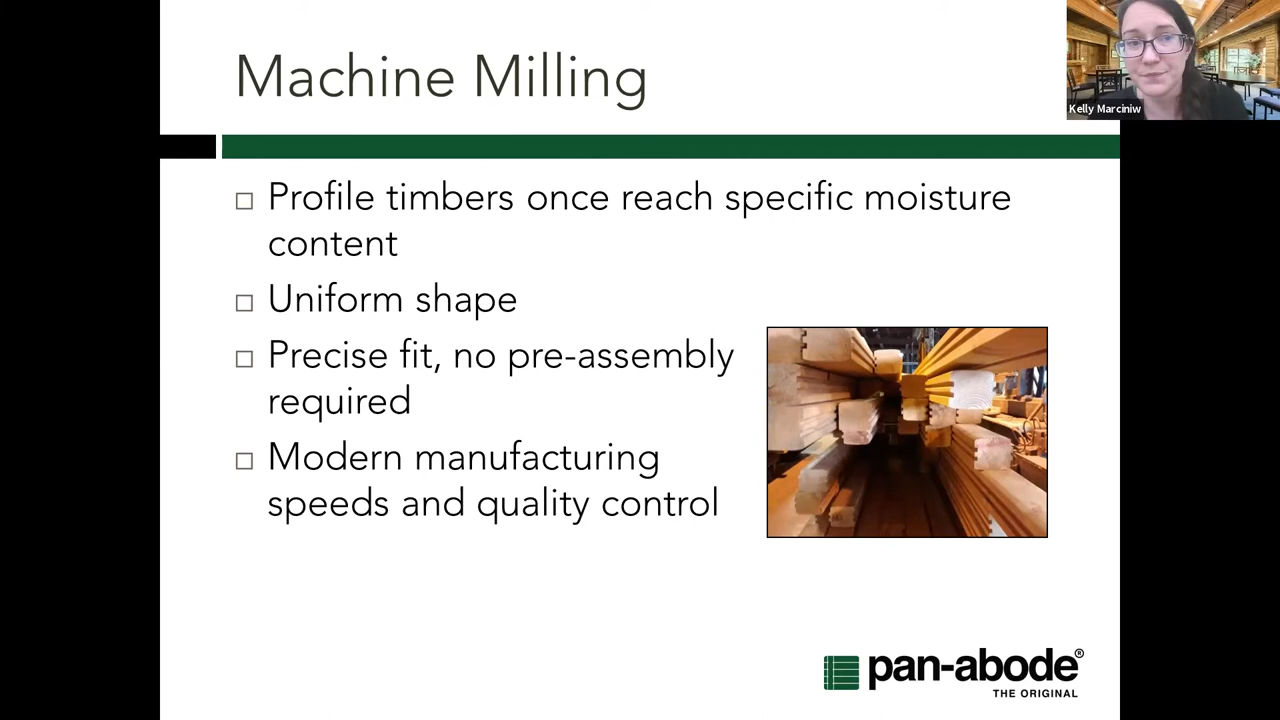 Machine Milling
Kelly Marciniw
Profile timbers once reach specific moisture
content
Uniform shape
Precise fit, no pre-assembly
required
Modern manufacturing
speeds and quality control
pan-abode®
THE ORIGINAL